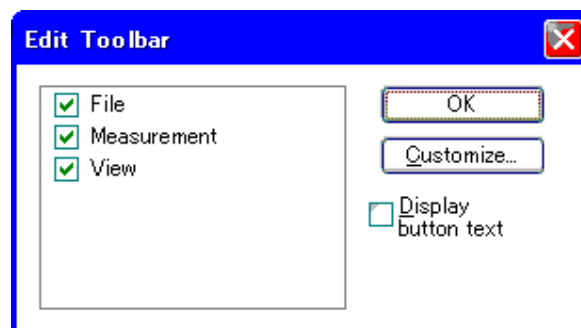 Edit Toolbar
File
Measurement
View
OK
Customize...
Display
button text